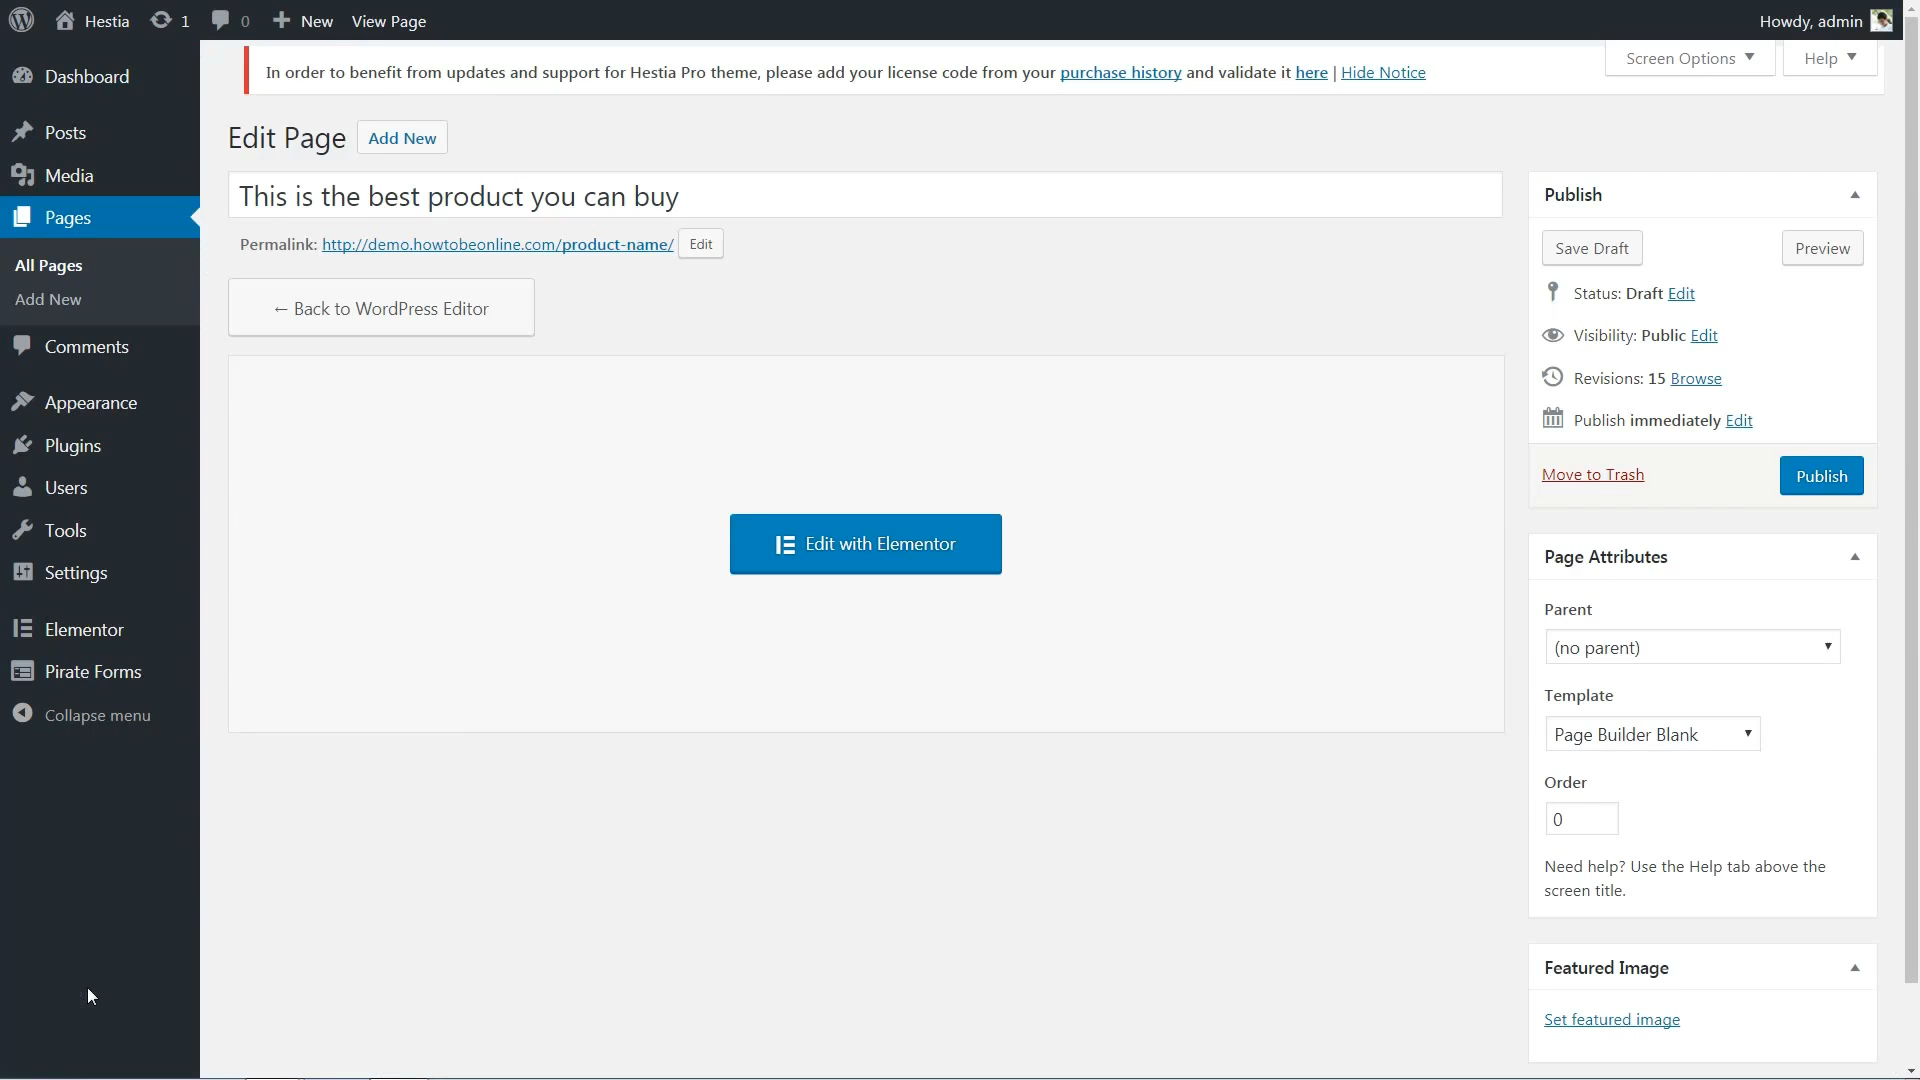 Hestia 1 0 New View Page Howdy, admin
Dashboard
Posts
Media
Pages
All Pages
Add New
Comments
Appearance
Plugins
Users
Tools
Settings
Elementor
Pirate Forms
Collapse menu
In order to benefit from updates and support for Hestia Pro theme, please add your license code from your purchase history and validate it here | Hide Notice
Screen Options Help
Edit Page Add New
This is the best product you can buy
Permalink: http://demo.howtobeonline.com/product-name/ Edit
← Back to WordPress Editor
Edit with Elementor
Publish
Save Draft Preview
Status: Draft Edit
Visibility: Public Edit
Revisions: 15 Browse
Publish immediately Edit
Move to Trash Publish
Page Attributes
Parent
(no parent)
Template
Page Builder Blank
Order
0
Need help? Use the Help tab above the
screen title.
Featured Image
Set featured image